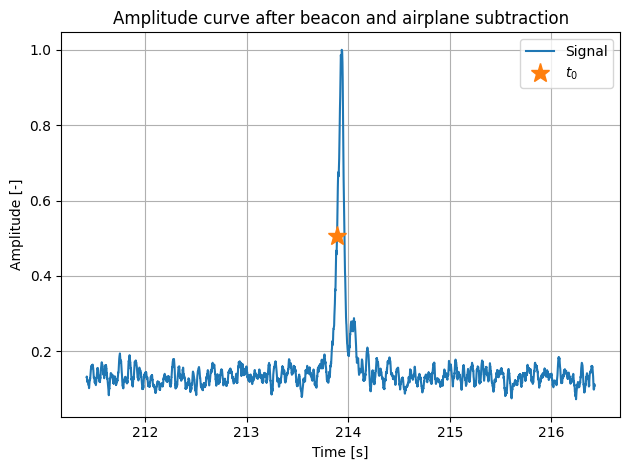 Amplitude curve after beacon and airplane subtraction
Signal
t₀
Amplitude [-]
1.0
0.8
0.6
0.4
0.2
212
213
214
215
216
Time [s]